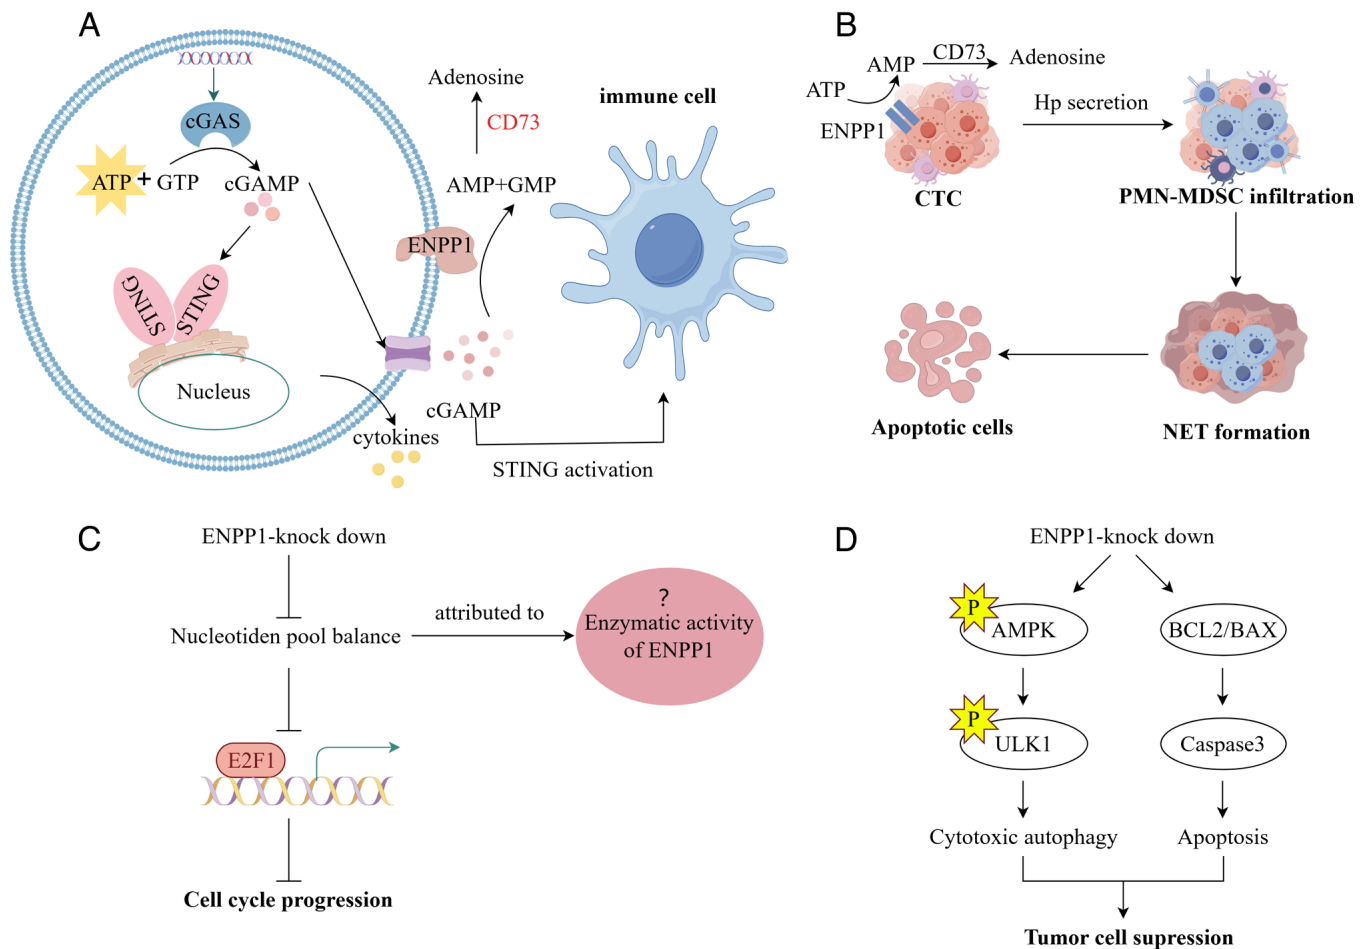 A
cGAS
ATP + GTP
cGAMP
STING
STING
Nucleus
cytokines
Adenosine
CD73
AMP+GMP
ENPP1
cGAMP
STING activation
immune cell
B
CD73
AMP
Adenosine
ATP
ENPP1
CTC
Hp secretion
PMN-MDSC infiltration
NET formation
Apoptotic cells
C
ENPP1-knock down
Nucleotiden pool balance
attributed to
?
Enzymatic activity
of ENPP1
E2F1
Cell cycle progression
D
ENPP1-knock down
P
AMPK
BCL2/BAX
P
ULK1
Caspase3
Cytotoxic autophagy
Apoptosis
Tumor cell supression